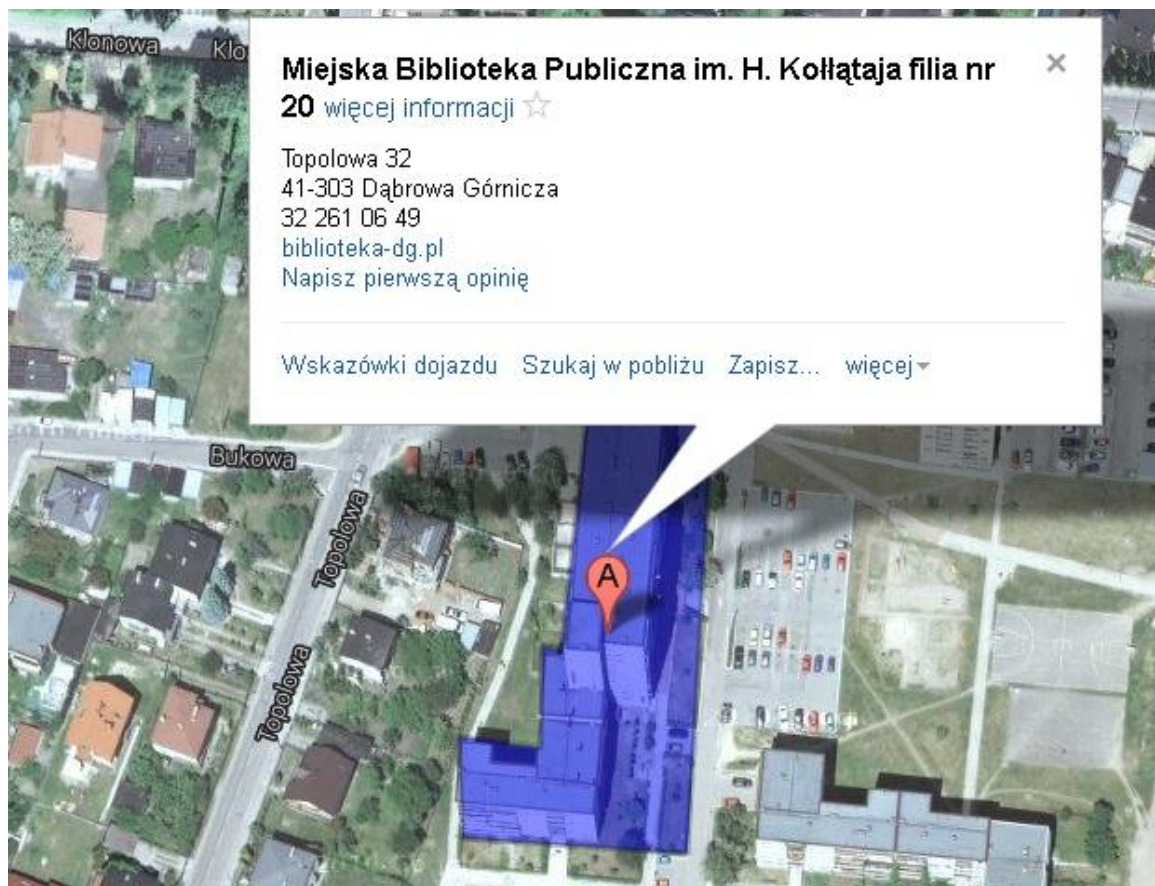 Klonowa
Klo
Miejska Biblioteka Publiczna im. H. Kołłątaja filia nr
20 więcej informacji
Topolowa 32
41-303 Dąbrowa Górnicza
32 261 06 49
biblioteka-dg.pl
Napisz pierwszą opinię
Wskazówki dojazdu Szukaj w pobliżu Zapisz... więcej
Bukowa
Topolowa
A
Topolowa